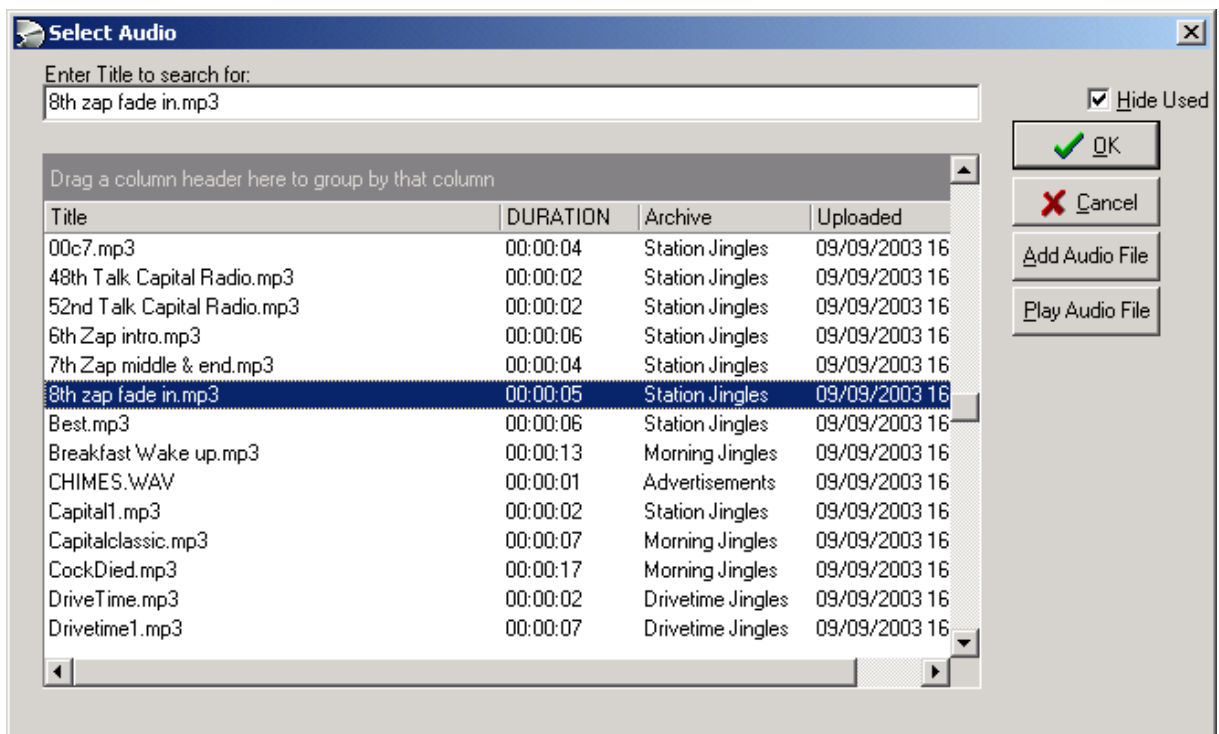 Select Audio
Enter Title to search for:
8th zap fade in.mp3
Hide Used
OK
Cancel
Add Audio File
Play Audio File
Drag a column header here to group by that column
Title DURATION Archive Uploaded
00c7.mp3 00:00:04 Station Jingles 09/09/2003 16
48th Talk Capital Radio.mp3 00:00:02 Station Jingles 09/09/2003 16
52nd Talk Capital Radio.mp3 00:00:02 Station Jingles 09/09/2003 16
6th Zap intro.mp3 00:00:06 Station Jingles 09/09/2003 16
7th Zap middle & end.mp3 00:00:04 Station Jingles 09/09/2003 16
8th zap fade in.mp3 00:00:05 Station Jingles 09/09/2003 16
Best.mp3 00:00:06 Station Jingles 09/09/2003 16
Breakfast Wake up.mp3 00:00:13 Morning Jingles 09/09/2003 16
CHIMES.WAV 00:00:01 Advertisements 09/09/2003 16
Capital1.mp3 00:00:02 Station Jingles 09/09/2003 16
Capitalclassic.mp3 00:00:07 Morning Jingles 09/09/2003 16
CockDied.mp3 00:00:17 Morning Jingles 09/09/2003 16
DriveTime.mp3 00:00:02 Drivetime Jingles 09/09/2003 16
Drivetime1.mp3 00:00:07 Drivetime Jingles 09/09/2003 16